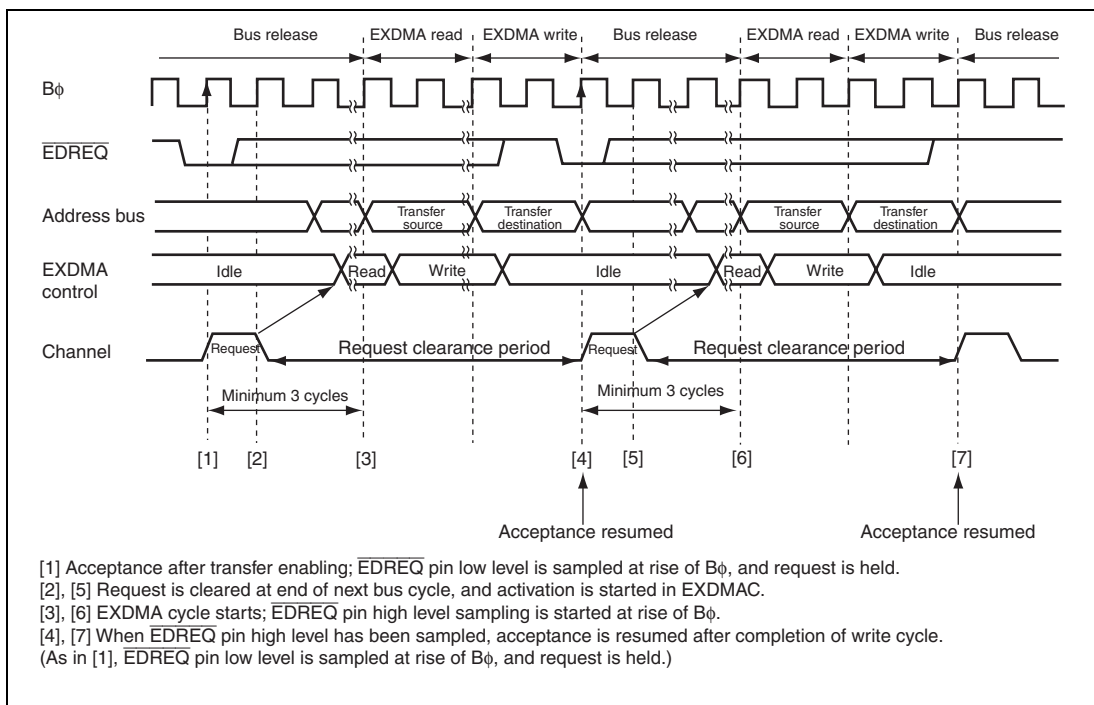 Bus release EXDMA read EXDMA write Bus release EXDMA read EXDMA write Bus release
Bϕ
EDREQ
Address bus
Transfer source
Transfer destination
Transfer source
Transfer destination
EXDMA control
Idle Read Write Idle Read Write Idle
Channel
Request Request clearance period Request Request clearance period
Minimum 3 cycles Minimum 3 cycles
[1] [2] [3] [4] [5] [6] [7]
Acceptance resumed Acceptance resumed
[1] Acceptance after transfer enabling; EDREQ pin low level is sampled at rise of Bϕ, and request is held.
[2], [5] Request is cleared at end of next bus cycle, and activation is started in EXDMAC.
[3], [6] EXDMA cycle starts; EDREQ pin high level sampling is started at rise of Bϕ.
[4], [7] When EDREQ pin high level has been sampled, acceptance is resumed after completion of write cycle.
(As in [1], EDREQ pin low level is sampled at rise of Bϕ, and request is held.)